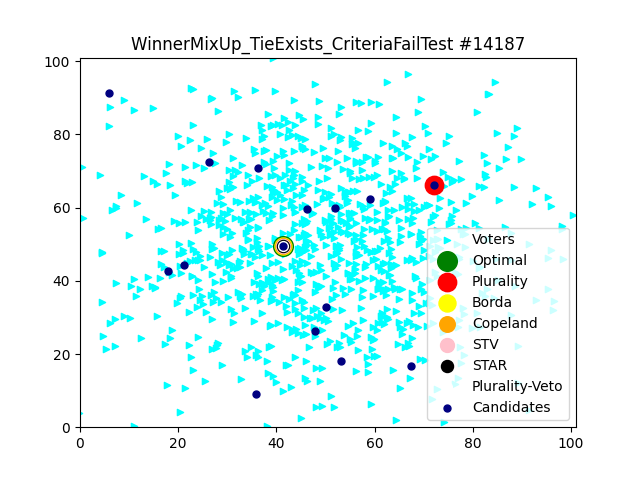 WinnerMixUp_TieExists_CriteriaFailTest #14187
100
80
60
40
20
0
0 20 40 60 80 100
Voters
Optimal
Plurality
Borda
Copeland
STV
STAR
Plurality-Veto
Candidates